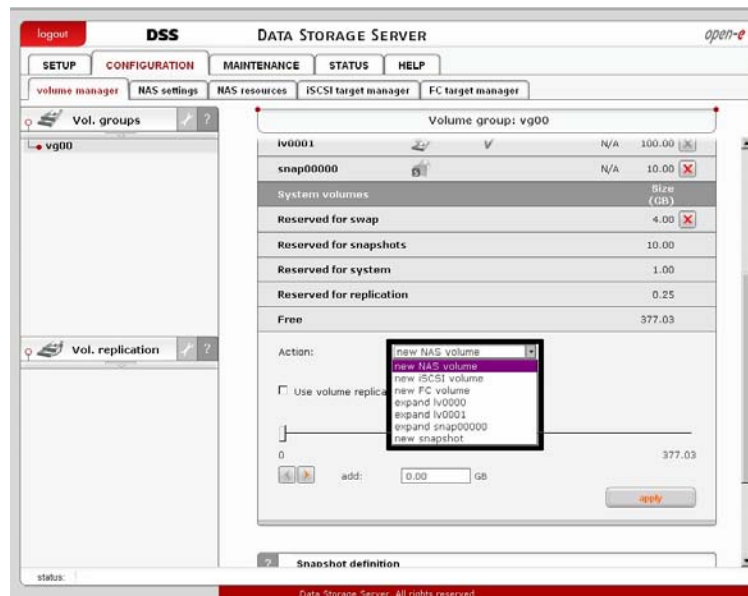 logout DSS DATA STORAGE SERVER open-e
SETUP CONFIGURATION MAINTENANCE STATUS HELP
volume manager NAS settings NAS resources iSCSI target manager FC target manager
Vol. groups ?
vg00
Volume group: vg00
lv0001 N/A 100.00
snap00000 N/A 10.00
System volumes Size (GB)
Reserved for swap 4.00
Reserved for snapshots 10.00
Reserved for system 1.00
Reserved for replication 0.25
Free 377.03
Vol. replication ?
Action: new NAS volume
new NAS volume
new iSCSI volume
new FC volume
expand lv0000
expand lv0001
expand snap00000
new snapshot
Use volume replica
0 377.03
add: 0.00 GB
apply
? Snapshot definition
status:
Data Storage Server. All rights reserved